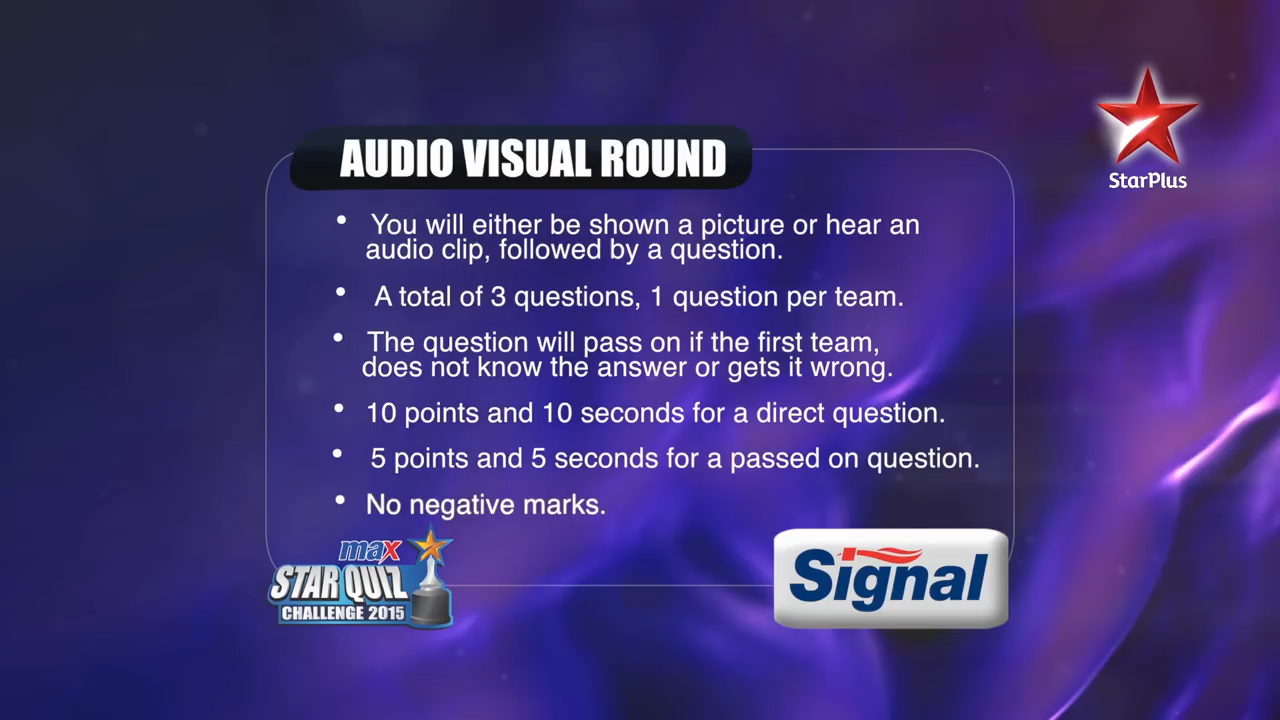 StarPlus
AUDIO VISUAL ROUND
• You will either be shown a picture or hear an
audio clip, followed by a question.
• A total of 3 questions, 1 question per team.
• The question will pass on if the first team,
does not know the answer or gets it wrong.
• 10 points and 10 seconds for a direct question.
• 5 points and 5 seconds for a passed on question.
• No negative marks.
max
STAR QUIZ
CHALLENGE 2015
Signal